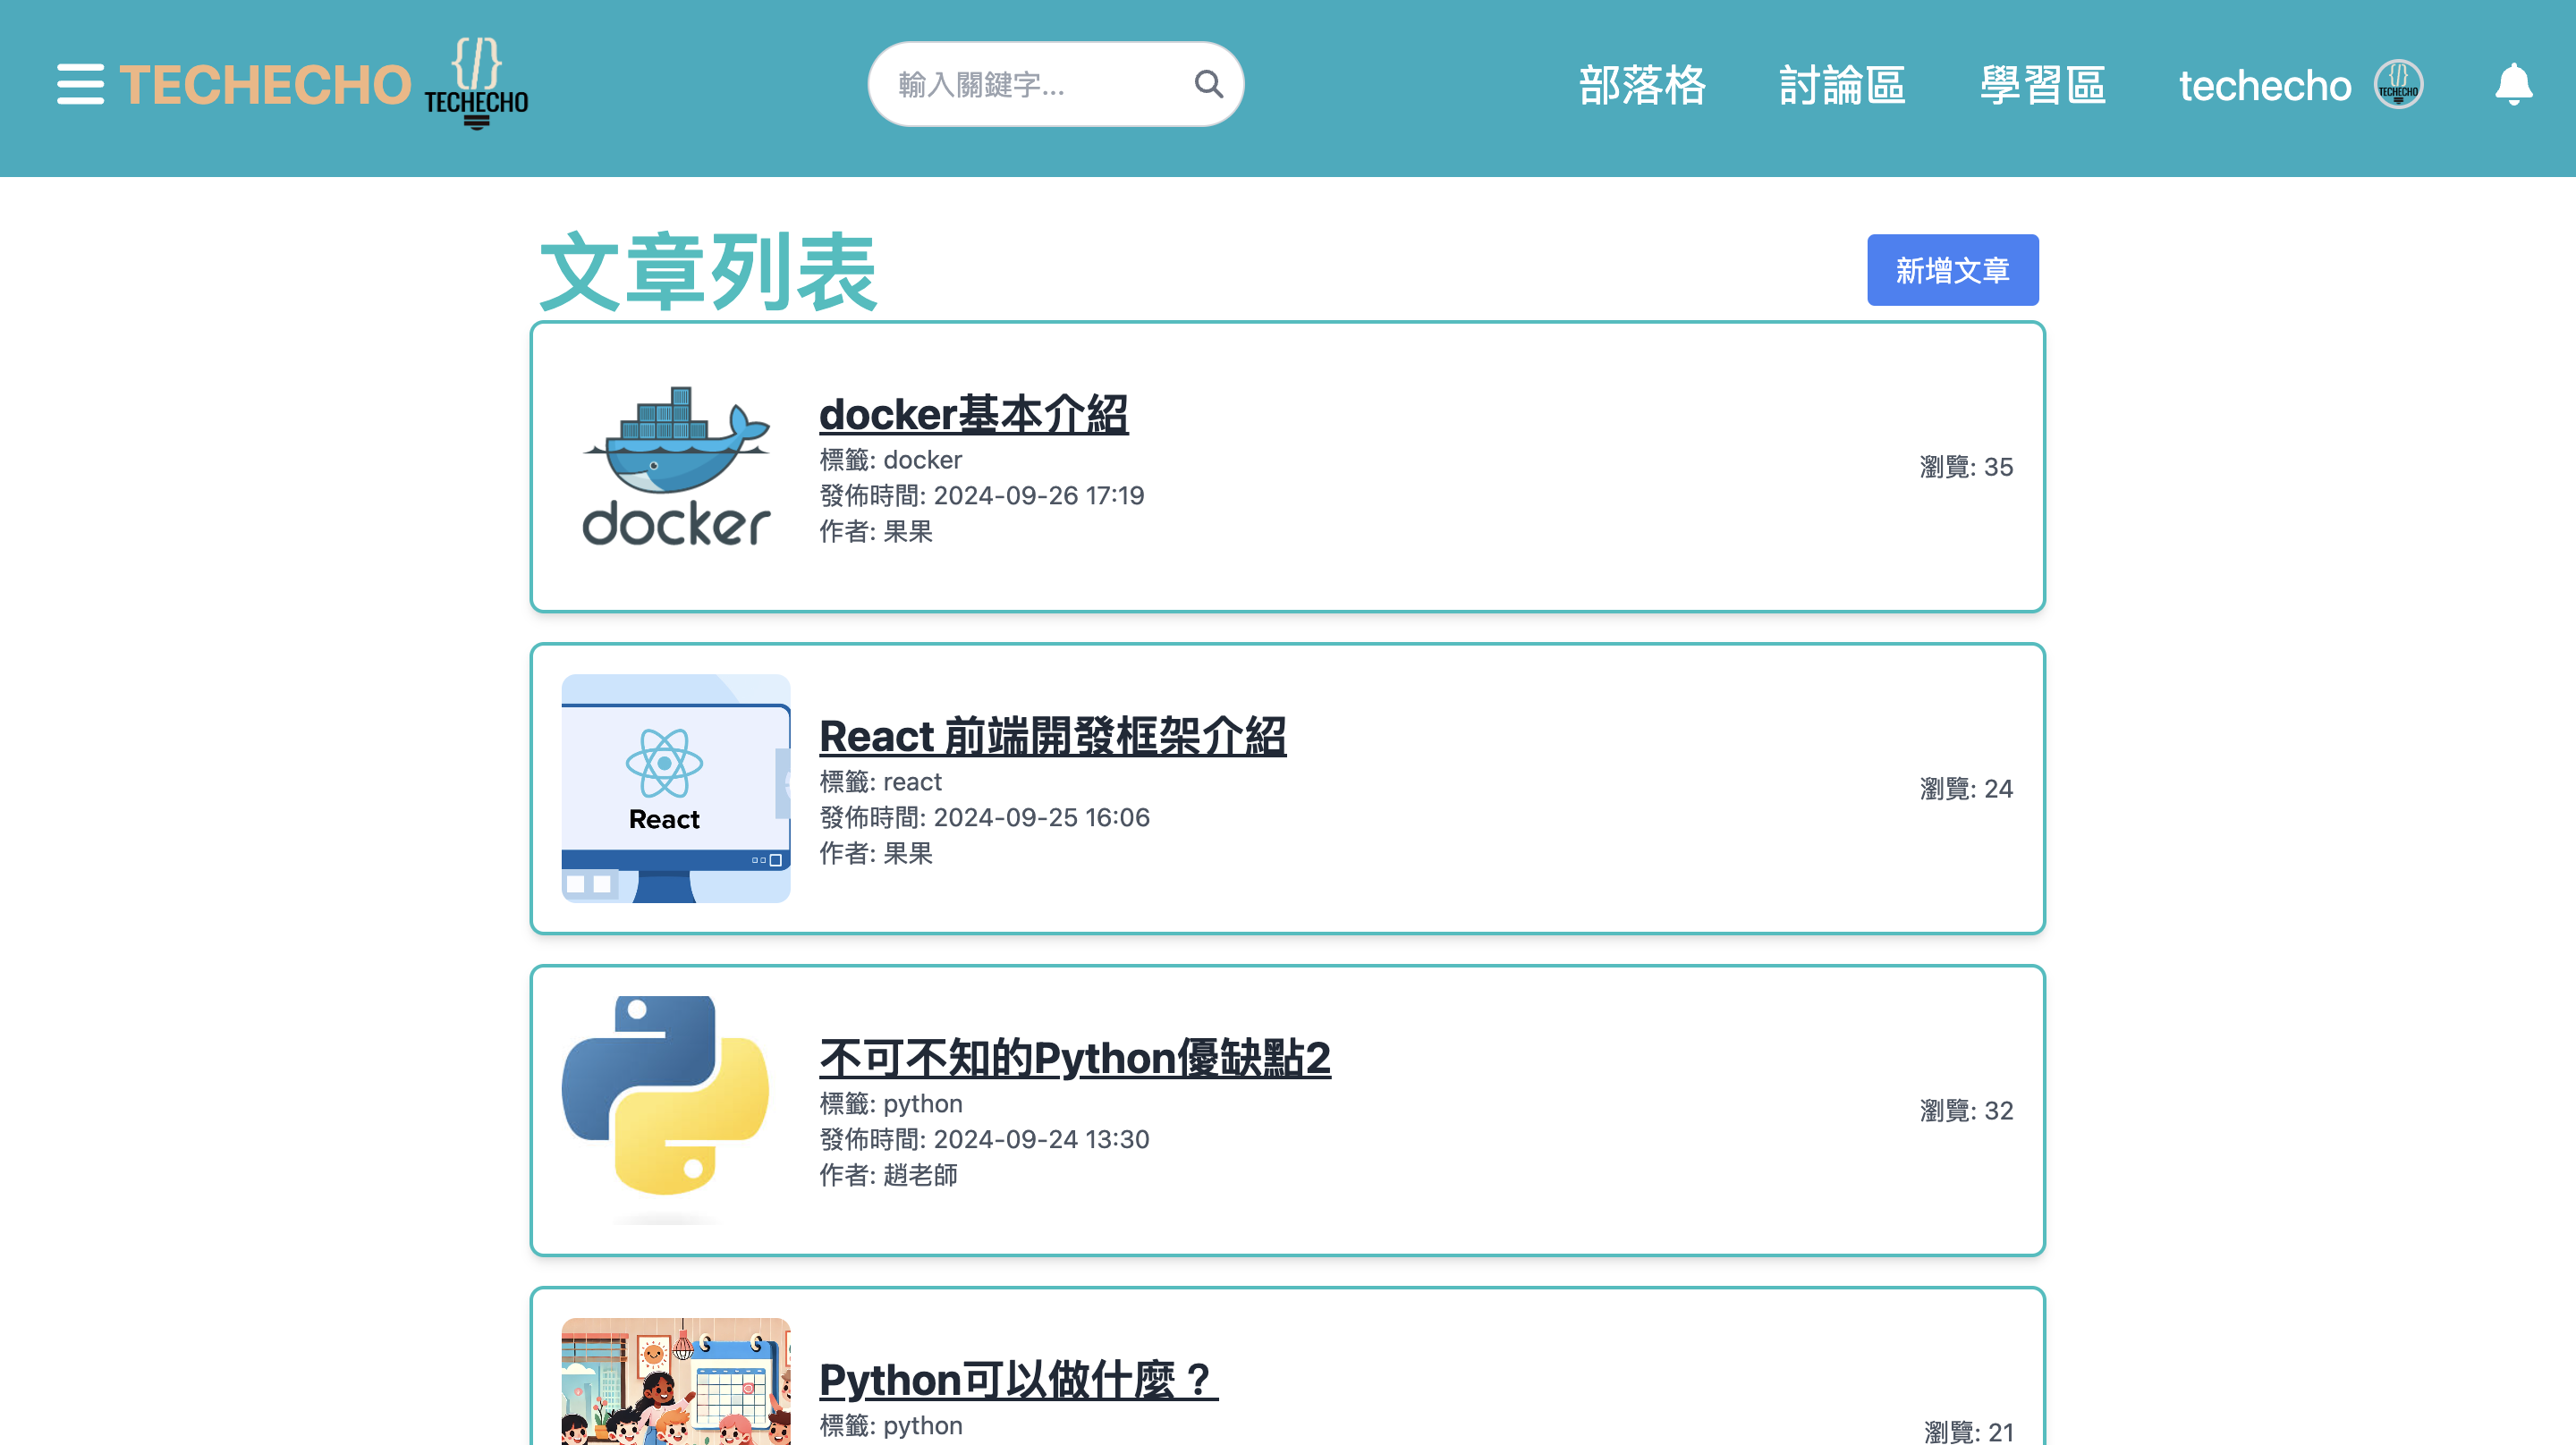 TECHECHO
{/}
TECHECHO
輸入關鍵字...
部落格
討論區
學習區
techecho
{/}
TECHECHO
文章列表
新增文章
docker
docker基本介紹
標籤: docker
發佈時間: 2024-09-26 17:19
作者: 果果
瀏覽: 35
React
React 前端開發框架介紹
標籤: react
發佈時間: 2024-09-25 16:06
作者: 果果
瀏覽: 24
不可不知的Python優缺點2
標籤: python
發佈時間: 2024-09-24 13:30
作者: 趙老師
瀏覽: 32
Python可以做什麼？
標籤: python
瀏覽: 21